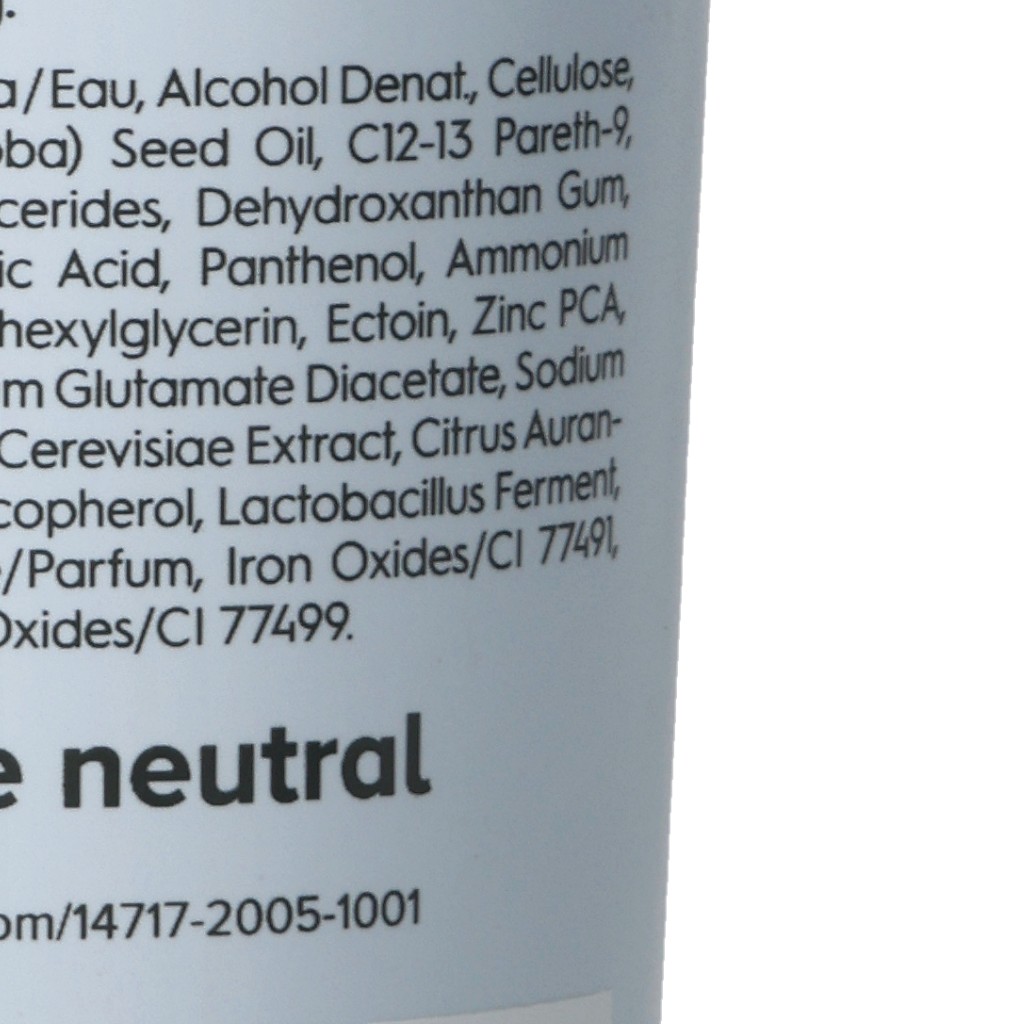 a/Eau, Alcohol Denat., Cellulose,
oba) Seed Oil, C12-13 Pareth-9,
cerides, Dehydroxanthan Gum,
ic Acid, Panthenol, Ammonium
hexylglycerin, Ectoin, Zinc PCA,
m Glutamate Diacetate, Sodium
Cerevisiae Extract, Citrus Auran-
copherol, Lactobacillus Ferment,
/Parfum, Iron Oxides/CI 77491,
Oxides/CI 77499.
e neutral
om/14717-2005-1001